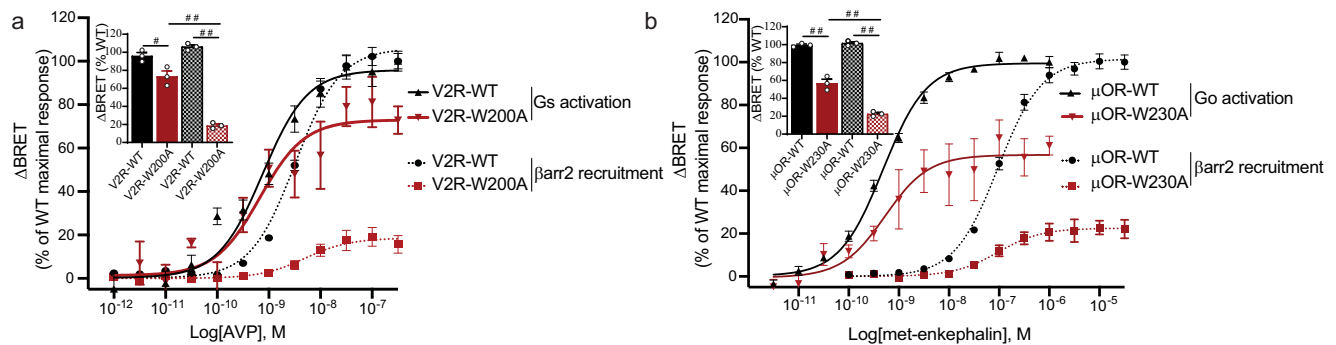 a
ΔBRET
(% of WT maximal response)
120
100
80
60
40
20
0
ΔBRET (% WT)
120
100
80
60
40
20
0
#
# #
# #
V2R-WT
V2R-W200A
V2R-WT
V2R-W200A
V2R-WT
V2R-W200A
Gs activation
V2R-WT
V2R-W200A
βarr2 recruitment
10-12
10-11
10-10
10-9
10-8
10-7
Log[AVP], M
b
ΔBRET
(% of WT maximal response)
120
100
80
60
40
20
0
ΔBRET (% WT)
120
100
80
60
40
20
0
# #
# #
# #
μOR-WT
μOR-W230A
μOR-WT
μOR-W230A
μOR-WT
μOR-W230A
Go activation
μOR-WT
μOR-W230A
βarr2 recruitment
10-11
10-10
10-9
10-8
10-7
10-6
10-5
Log[met-enkephalin], M